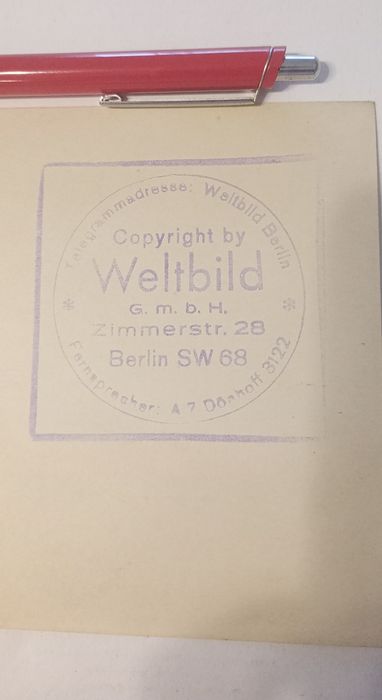 Telegrammadresse: Weltbild Berlin
Copyright by
Weltbild
G. m. b. H.
Zimmerstr. 28
Berlin SW 68
Fernsprecher: A 7 Dönhoff 3122